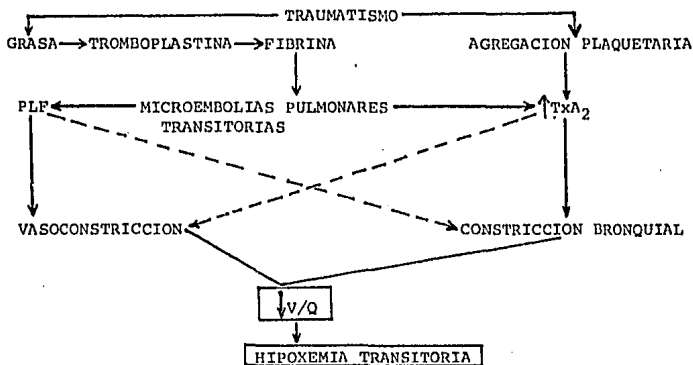 TRAUMATISMO
GRASA → TROMBOPLASTINA → FIBRINA AGREGACION PLAQUETARIA
PLF MICROEMBOLIAS PULMONARES ↑TxA2
TRANSITORIAS
VASOCONSTRICCION CONSTRICCION BRONQUIAL
↓V/Q
HIPOXEMIA TRANSITORIA